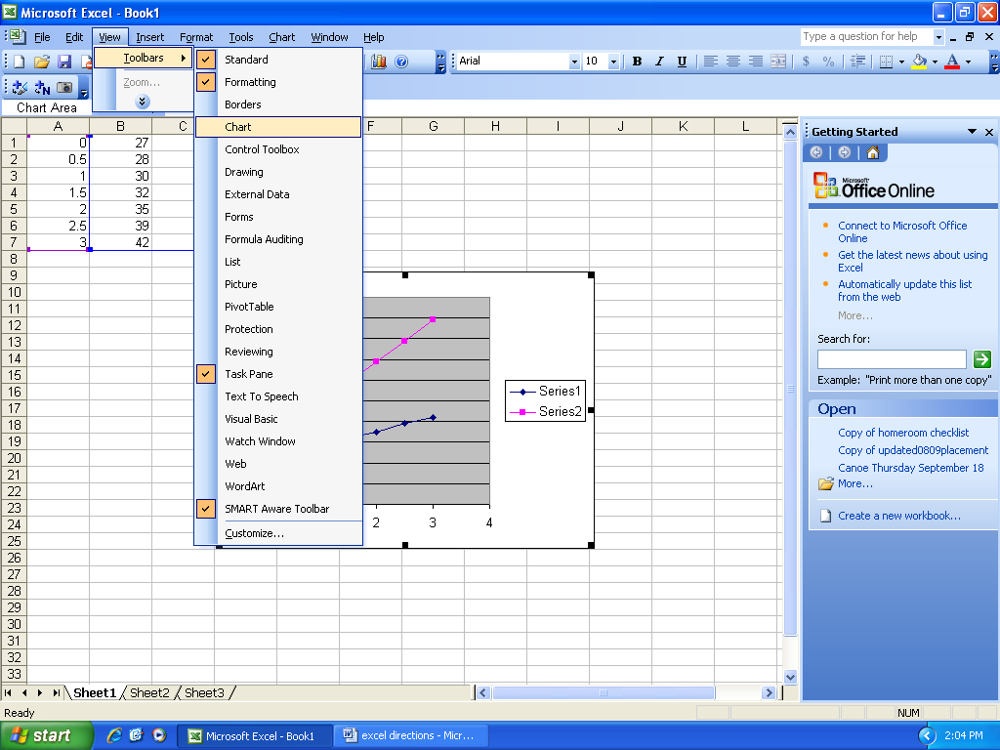 Microsoft Excel - Book1
File Edit View Insert Format Tools Chart Window Help
Type a question for help
Arial 10 B I U $ %
Toolbars
Zoom...
Standard
Formatting
Borders
Chart
Control Toolbox
Drawing
External Data
Forms
Formula Auditing
List
Picture
PivotTable
Protection
Reviewing
Task Pane
Text To Speech
Visual Basic
Watch Window
Web
WordArt
SMART Aware Toolbar
Customize...
Chart Area
A B C F G H I J K L
1 0 27
2 0.5 28
3 1 30
4 1.5 32
5 2 35
6 2.5 39
7 3 42
8
9
10
11
12
13
14
15
16
17
18
19
20
21
22
23
24
25
26
27
28
29
30
31
32
33
Series1
Series2
2 3 4
Getting Started
Microsoft
Office Online
Connect to Microsoft Office
Online
Get the latest news about using
Excel
Automatically update this list
from the web
More...
Search for:
Example: "Print more than one copy"
Open
Copy of homeroom checklist
Copy of updated0809placement
Canoe Thursday September 18
More...
Create a new workbook...
Sheet1 Sheet2 Sheet3
Ready
NUM
start
Microsoft Excel - Book1
excel directions - Micr...
2:04 PM